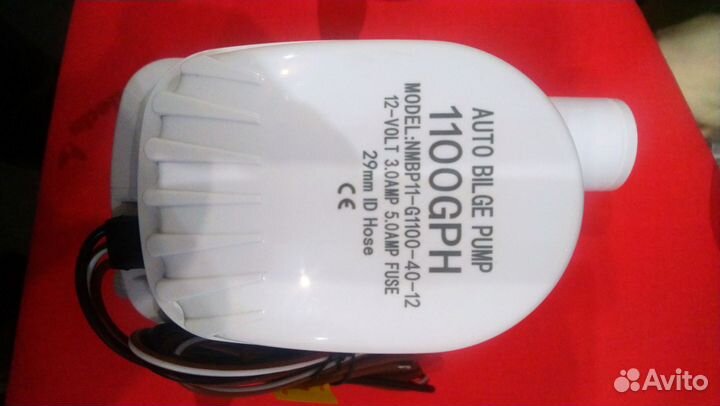 AUTO BILGE PUMP
1100GPH
MODEL:NMBP11-G1100-40-12
12-VOLT 3.0AMP 5.0AMP FUSE
29mm ID Hose
CE
Avito